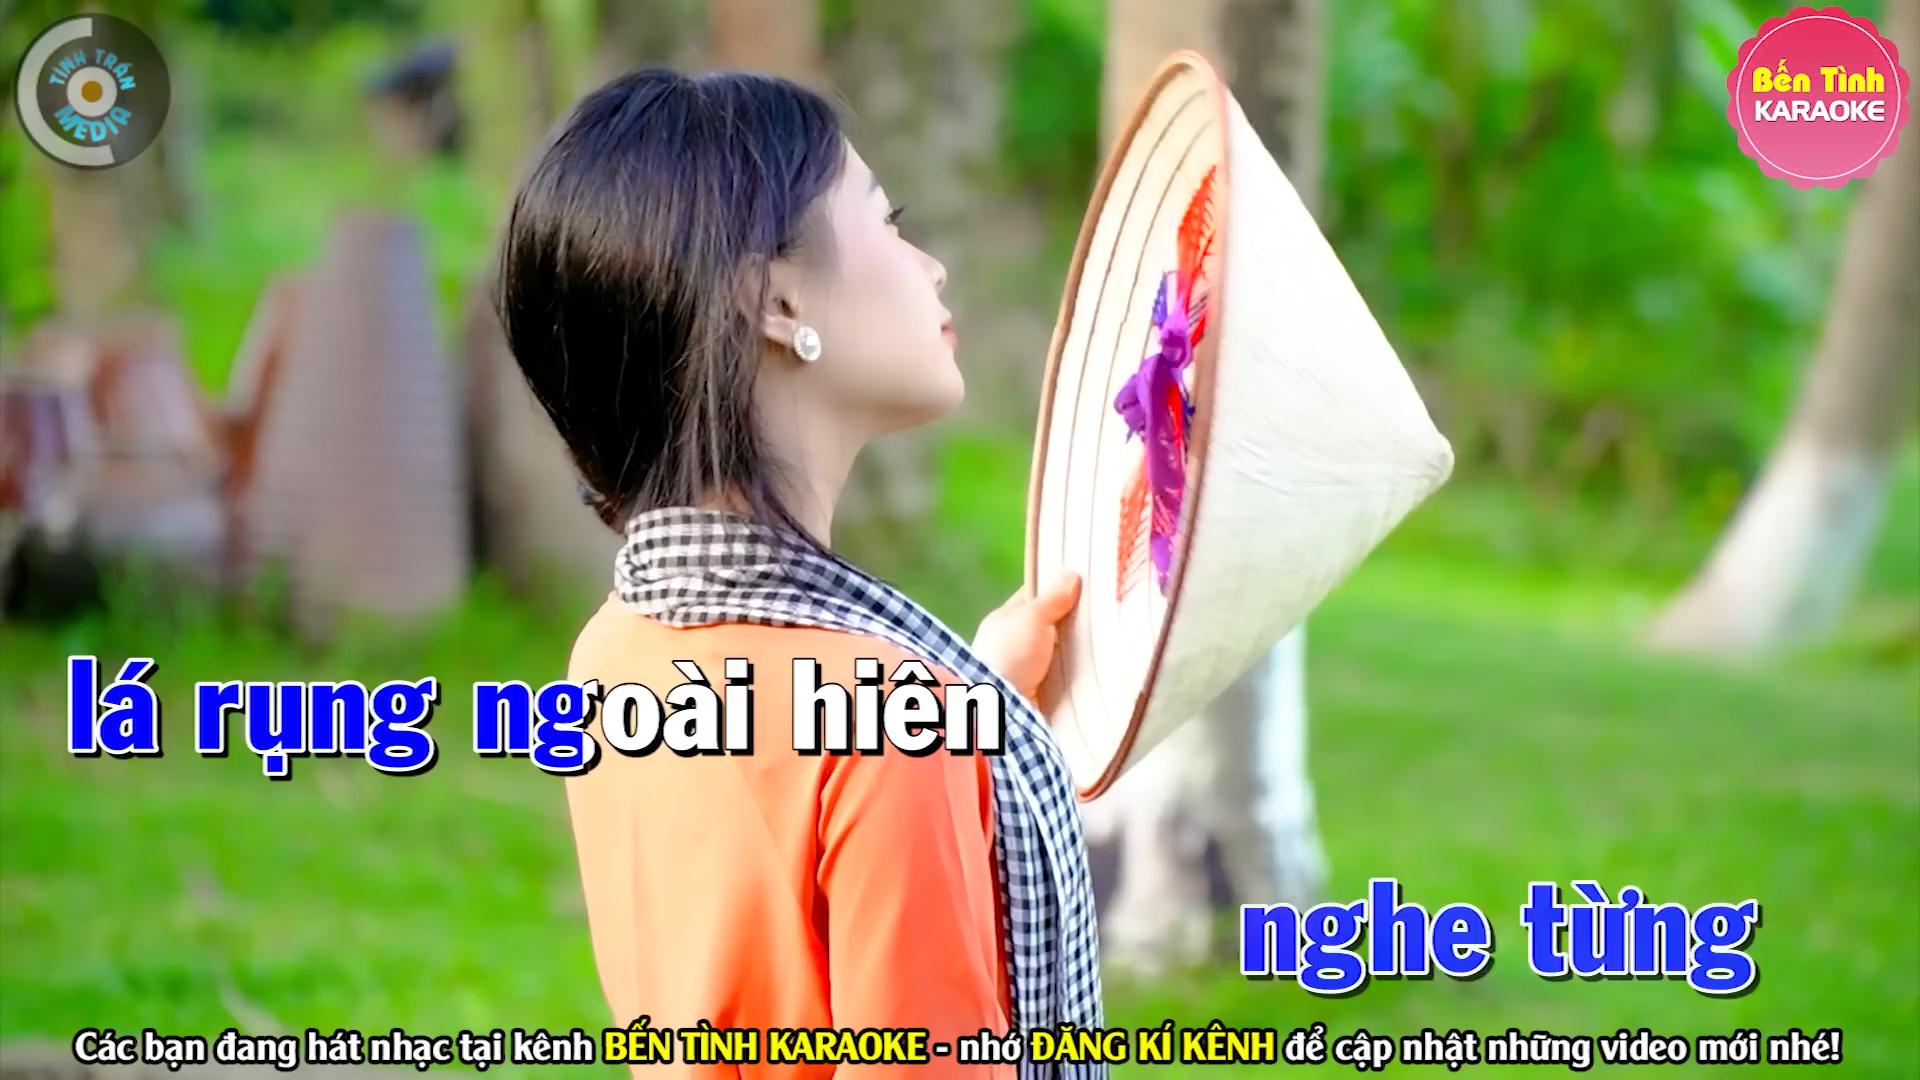 TÌNH TRẦN
MEDIA
Bến Tình
KARAOKE
nghe từng
lá rụng ngoài hiên
Các bạn đang hát nhạc tại kênh BẾN TÌNH KARAOKE - nhớ ĐĂNG KÍ KÊNH để cập nhật những video mới nhé!